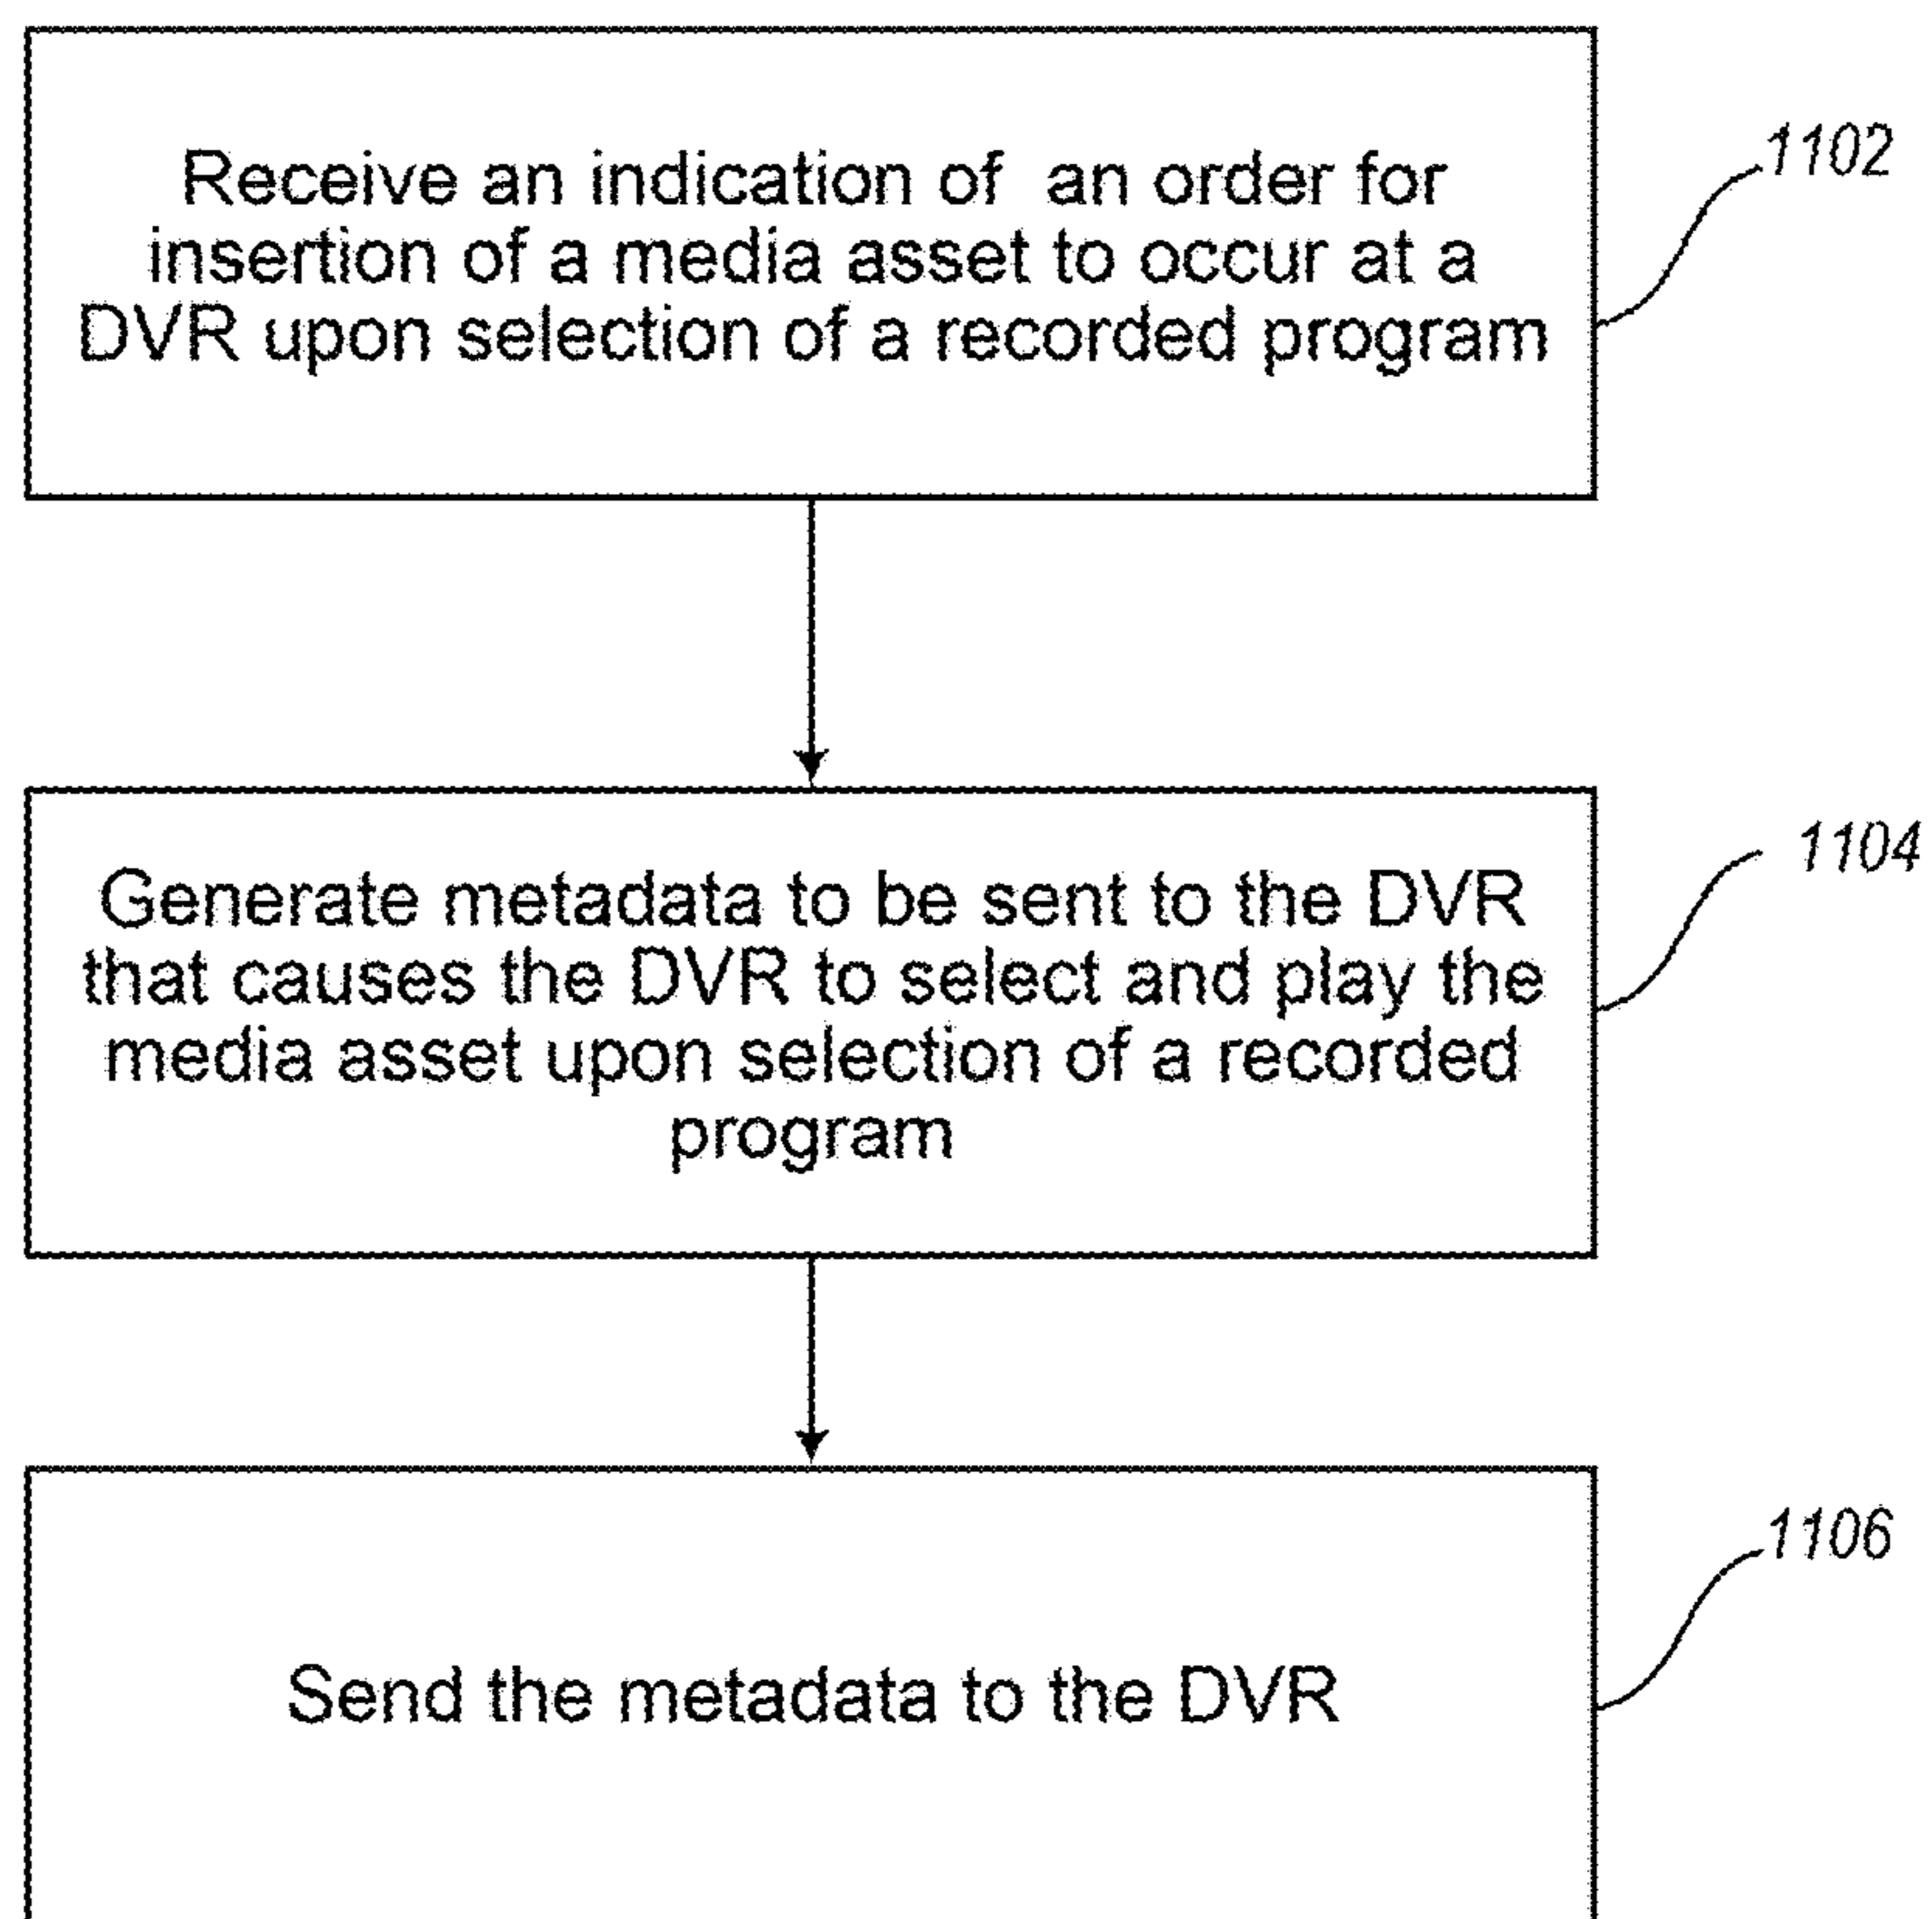 Receive an indication of an order for
insertion of a media asset to occur at a
DVR upon selection of a recorded program
1102
Generate metadata to be sent to the DVR
that causes the DVR to select and play the
media asset upon selection of a recorded
program
1104
Send the metadata to the DVR
1106